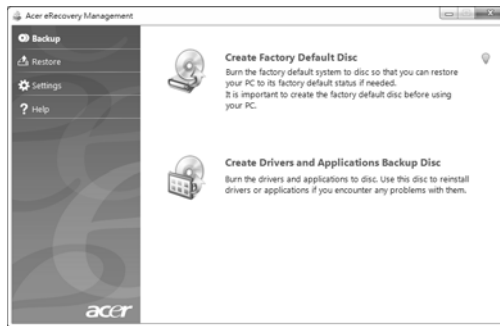 Acer eRecovery Management
Backup
Restore
Settings
Help
Create Factory Default Disc
Burn the factory default system to disc so that you can restore
your PC to its factory default status if needed.
It is important to create the factory default disc before using
your PC.
Create Drivers and Applications Backup Disc
Burn the drivers and applications to disc. Use this disc to reinstall
drivers or applications if you encounter any problems with them.
acer